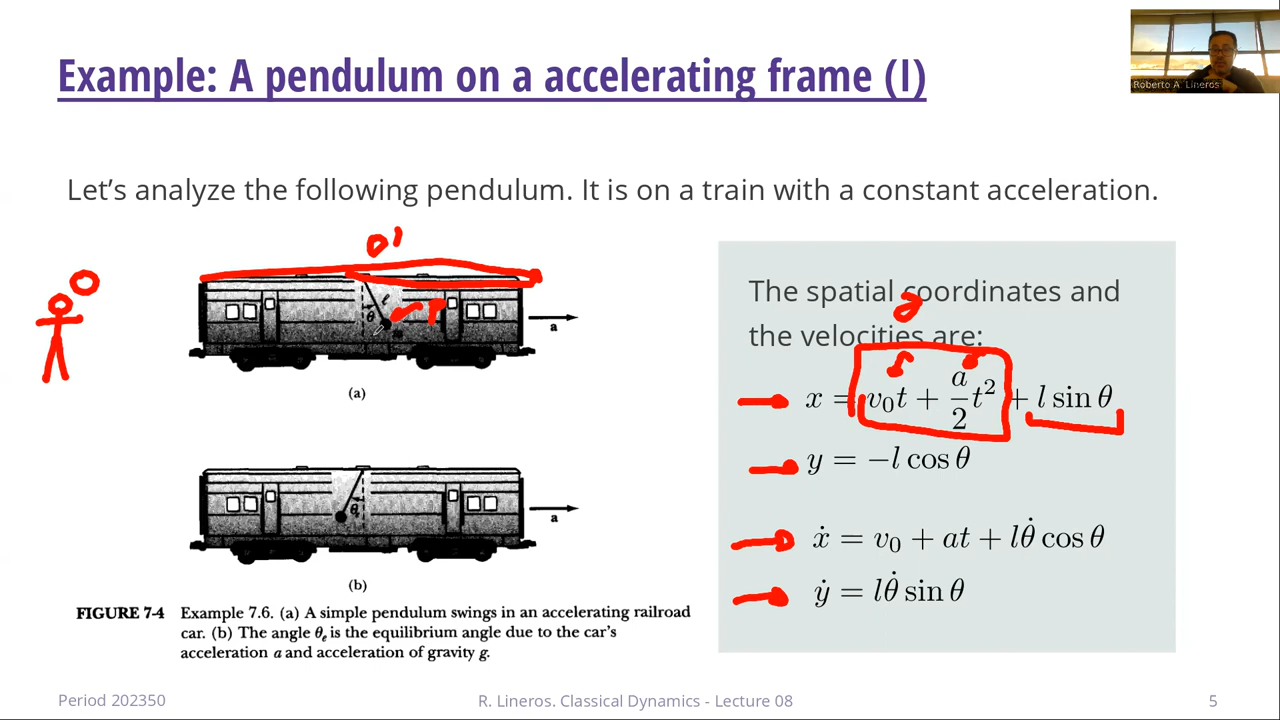 Example: A pendulum on a accelerating frame (I)
Roberto A. Lineros
Let's analyze the following pendulum. It is on a train with a constant acceleration.
O'
l
θ
a
(a)
θₑ
a
(b)
FIGURE 7-4 Example 7.6. (a) A simple pendulum swings in an accelerating railroad
car. (b) The angle θₑ is the equilibrium angle due to the car's
acceleration a and acceleration of gravity g.
The spatial coordinates and
the velocities are:
x = v₀t + a/2 t² + l sin θ
y = −l cos θ
ẋ = v₀ + at + lθ̇ cos θ
ẏ = lθ̇ sin θ
Period 202350
R. Lineros. Classical Dynamics - Lecture 08
5